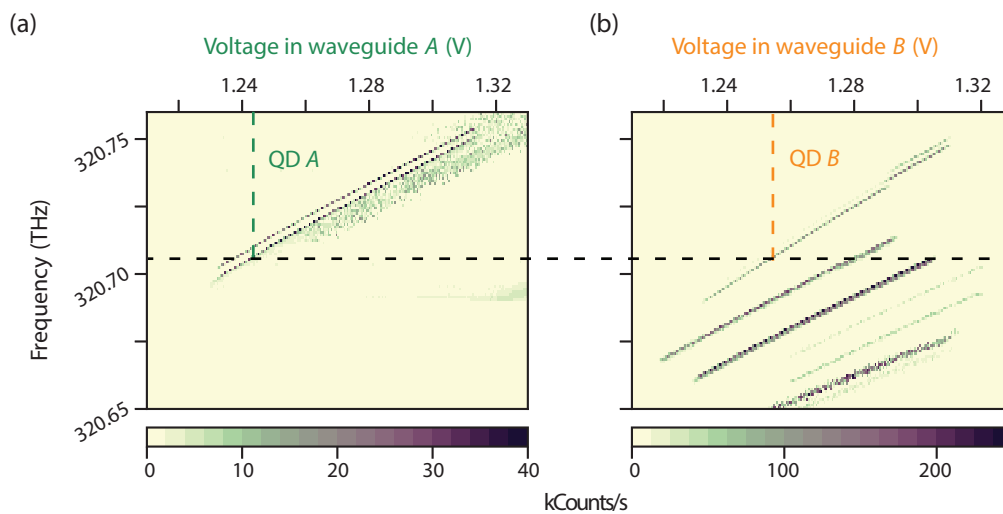 (a)
Voltage in waveguide A (V)
1.24 1.28 1.32
(b)
Voltage in waveguide B (V)
1.24 1.28 1.32
Frequency (THz)
320.75
320.70
320.65
QD A
QD B
0 10 20 30 40
0 100 200
kCounts/s